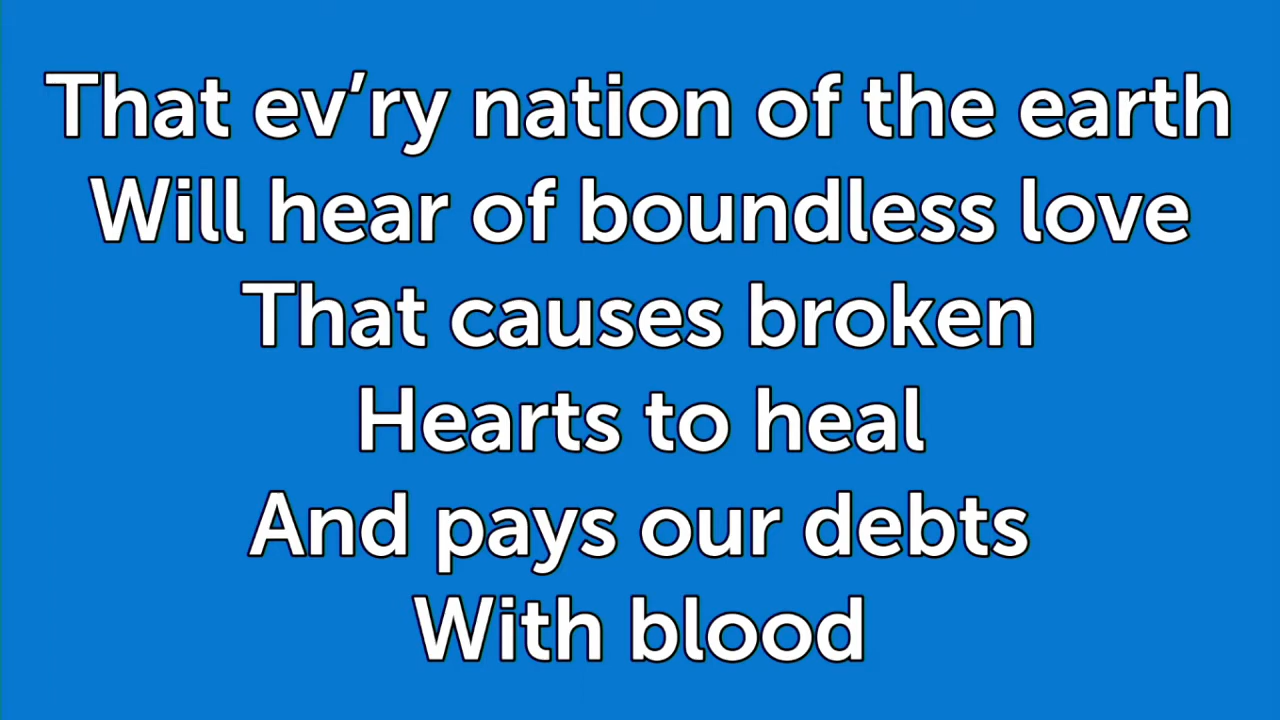 That ev’ry nation of the earth
Will hear of boundless love
That causes broken
Hearts to heal
And pays our debts
With blood